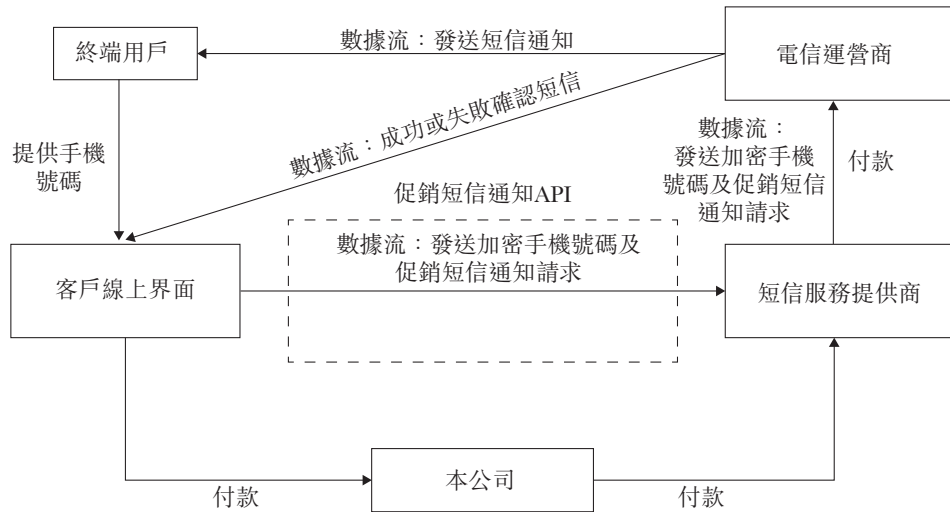 終端用戶
數據流：發送短信通知
電信運營商
數據流：成功或失敗確認短信
提供手機
號碼
數據流：
發送加密手機
號碼及促銷短信
通知請求
付款
促銷短信通知API
數據流：發送加密手機號碼及
促銷短信通知請求
客戶線上界面
短信服務提供商
付款
本公司
付款